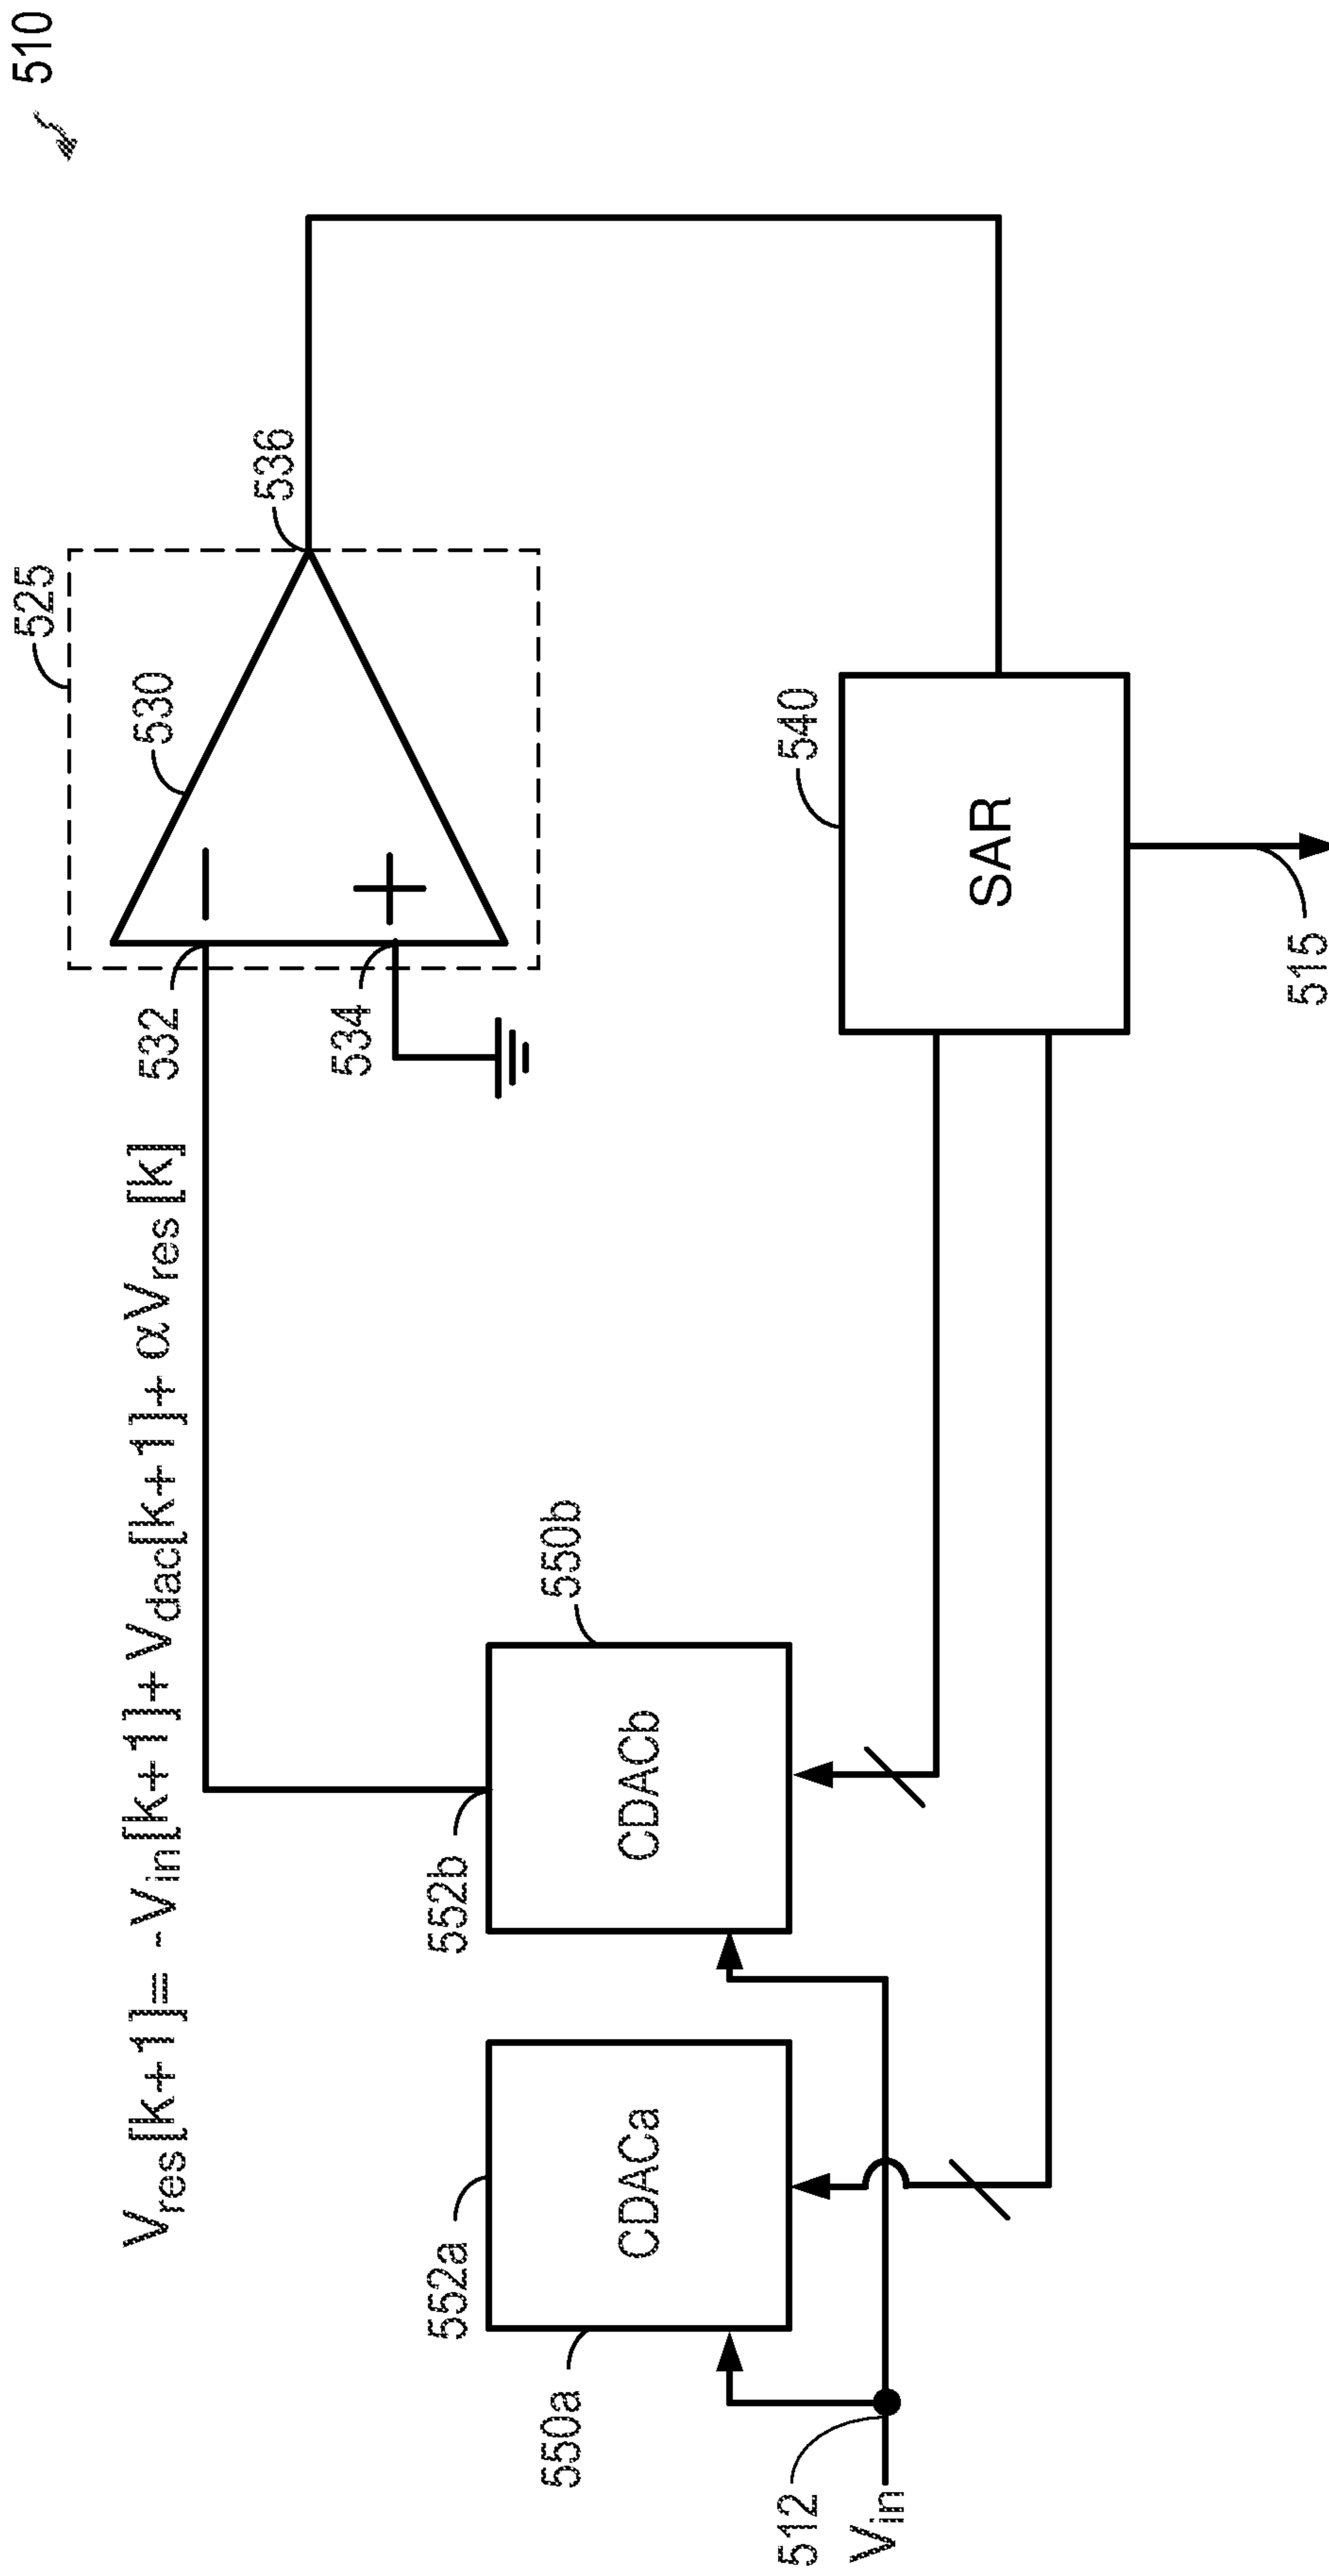 510
525
530
536
532
534
V_res[k+1]= -V_in[k+1]+V_dac[k+1]+αV_res[k]
552a
550a
CDACa
552b
550b
CDACb
540
SAR
515
512
V_in